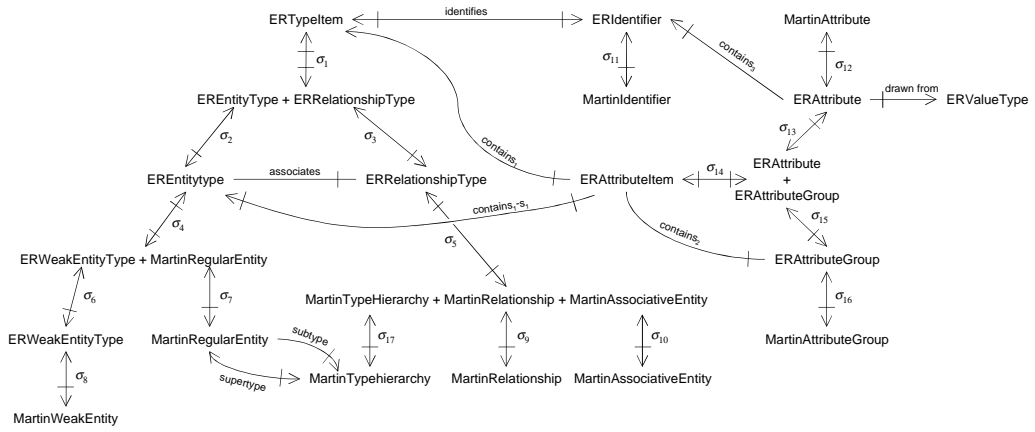 ERTypeItem identifies ERIdentifier MartinAttribute
σ1 σ11 contains3 σ12
EREntityType + ERRelationshipType MartinIdentifier ERAttribute drawn from ERValueType
σ2 σ3 contains1 σ13
ERAttribute
EREntitytype associates ERRelationshipType ERAttributeItem σ14 +
ERAttributeGroup
σ4 contains1-s1 σ5 contains2 σ15
ERWeakEntityType + MartinRegularEntity ERAttributeGroup
σ6 σ7 MartinTypeHierarchy + MartinRelationship + MartinAssociativeEntity σ16
ERWeakEntityType MartinRegularEntity subtype σ17 σ9 σ10 MartinAttributeGroup
σ8 supertype MartinTypehierarchy MartinRelationship MartinAssociativeEntity
MartinWeakEntity